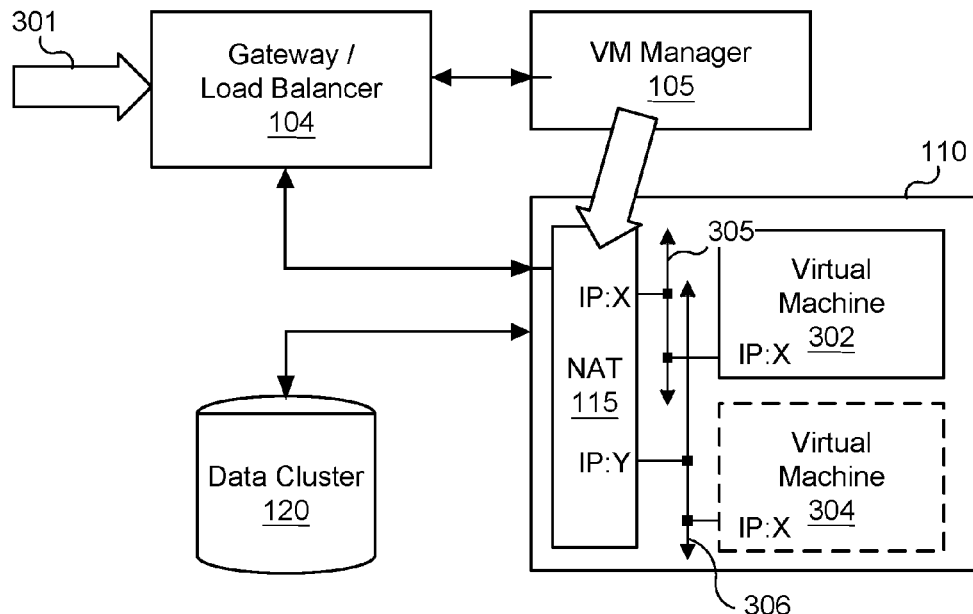 301
Gateway /
Load Balancer
104
VM Manager
105
110
305
IP:X
Virtual
Machine
302
IP:X
NAT
115
IP:Y
Virtual
Machine
304
IP:X
306
Data Cluster
120